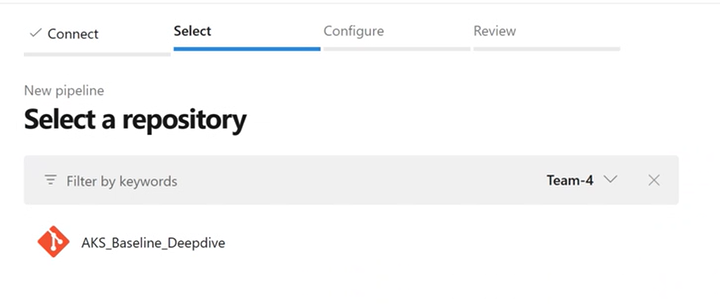 Connect
Select
Configure
Review
New pipeline
Select a repository
Filter by keywords
Team-4
AKS_Baseline_Deepdive